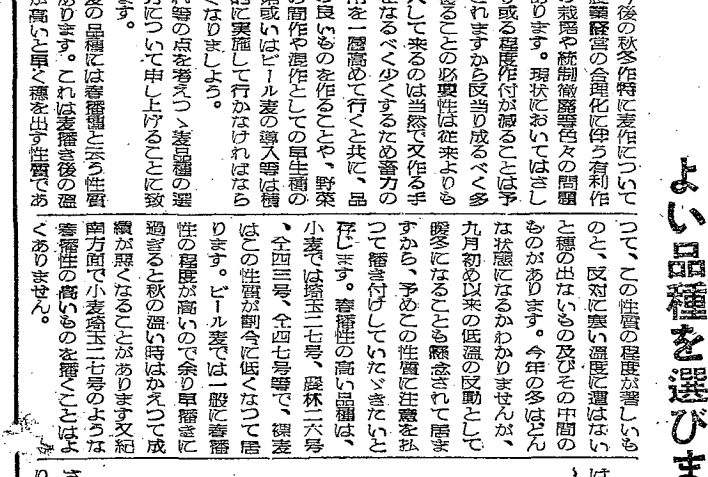 よい品種を選びま
後の秋冬作特に麦作について
農業経営の合理化に伴う有利作
栽培や統制徹廃等色々の問題
あります。現状においてはさし
り或る程度作付が減ることは予
されますから反当り成るべく多
ることの必要性は従来よりも
して来るのは当然で又作る手
なるべく少くするため畜力の
用を一層高めて行くと共に、品
の良いものを作ることや、野菜
の間作や混作としての早生種の
培或いはビール麦の導入等は積
的に実施して行かなければなら
くなりましよう。
れ等の点を考えつゝ麦品種の選
方について申し上げることに致
ます。
麦の品種には春播種と云う性質
あります。これは麦播き後の温
が高いと早く穂を出す性質であ
つて、この性質の程度が著しいも
のと、反対に寒い温度に遭はない
と穂の出ないもの及びその中間の
ものがあります。今年の冬はどん
な状態になるかわかりませんが、
九月初め以来の低温の反動として
暖冬になることも懸念されて居ま
すから、予めこの性質に注意を払
つて播き付けしていたゞきたいと
存じます。春播性の高い品種は、
小麦では埼玉二七号、農林二六号
、仝四三号、仝四七号等で、裸麦
はこの性質が割合に低くなつて居
ります。ビール麦では一般に春播
性の程度が高いので余り早播きに
過ぎると秋の温い時はかえつて成
績が悪くなることがあります又紀
南方面で小麦埼玉二七号のような
春播性の高いものを播くことはよ
くありません。
は